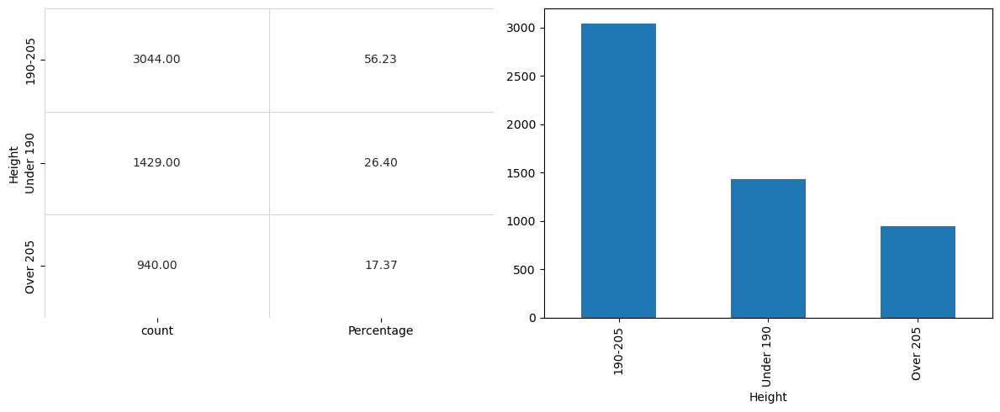 Height
190-205
3044.00 56.23
Under 190
1429.00 26.40
Over 205
940.00 17.37
count Percentage
3000
2500
2000
1500
1000
500
0
190-205
Under 190
Over 205
Height